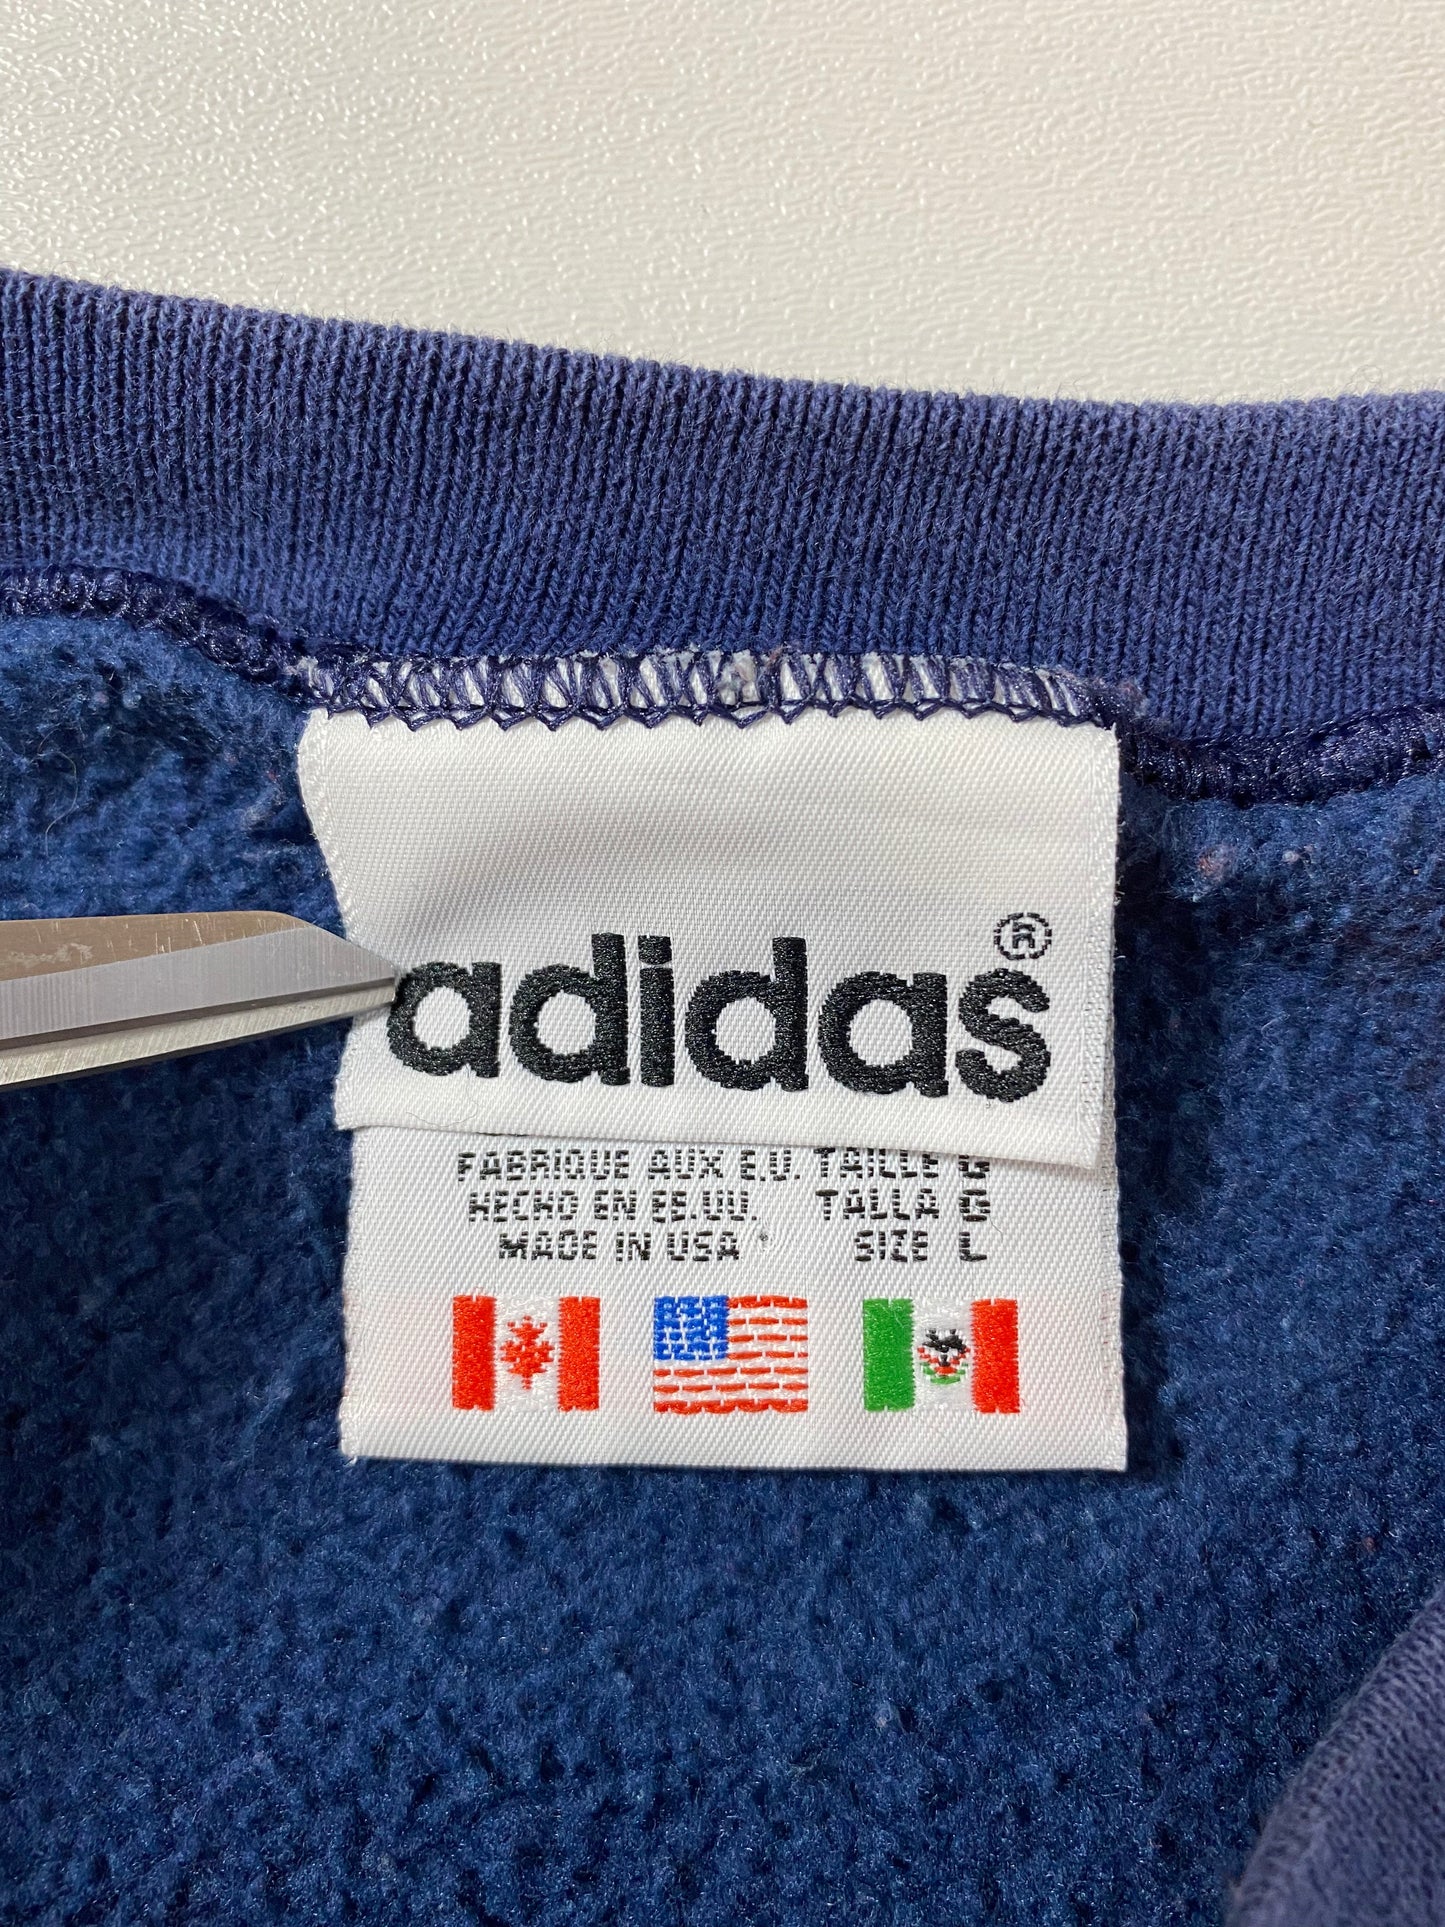 adidas®
FABRIQUE AUX E.U. TAILLE G
HECHO EN EE.UU. TALLA G
MADE IN USA SIZE L